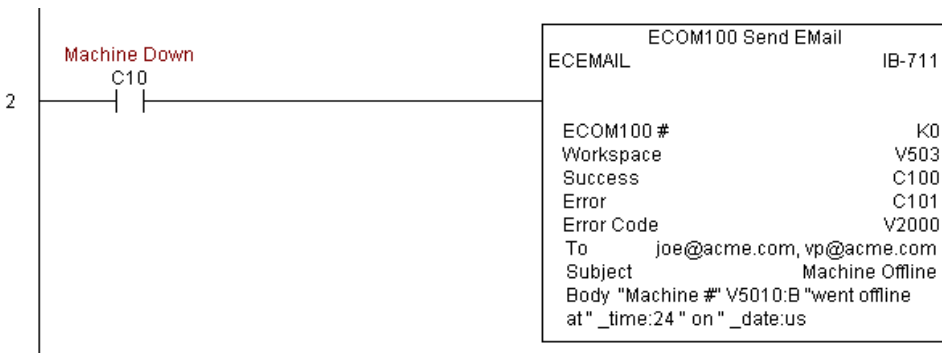 Machine Down
C10
2
ECOM100 Send EMail
ECEMAIL IB-711
ECOM100 # K0
Workspace V503
Success C100
Error C101
Error Code V2000
To joe@acme.com, vp@acme.com
Subject Machine Offline
Body "Machine #" V5010:B "went offline
at " _time:24 " on " _date:us